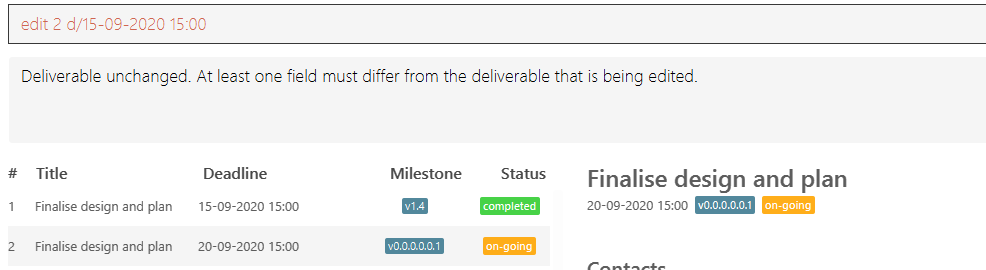 edit 2 d/15-09-2020 15:00
Deliverable unchanged. At least one field must differ from the deliverable that is being edited.
# Title Deadline Milestone Status
1 Finalise design and plan 15-09-2020 15:00 v1.4 completed
2 Finalise design and plan 20-09-2020 15:00 v0.0.0.0.0.1 on-going
Finalise design and plan
20-09-2020 15:00 v0.0.0.0.0.1 on-going
Contacts